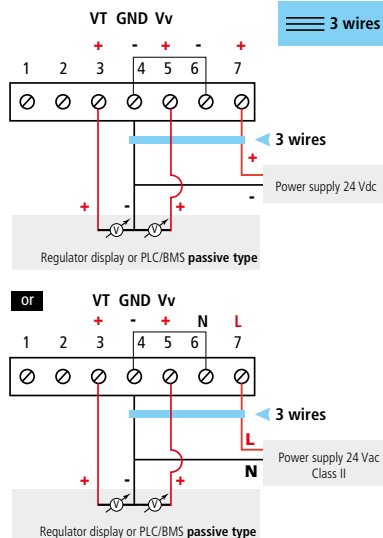 VT GND Vv
3 wires
+ - + - +
1 2 3 4 5 6 7
3 wires
+
Power supply 24 Vdc
-
+ - +
V V
Regulator display or PLC/BMS passive type
or
VT GND Vv
+ - + N L
1 2 3 4 5 6 7
3 wires
L
Power supply 24 Vac
Class II
N
+ - +
V V
Regulator display or PLC/BMS passive type